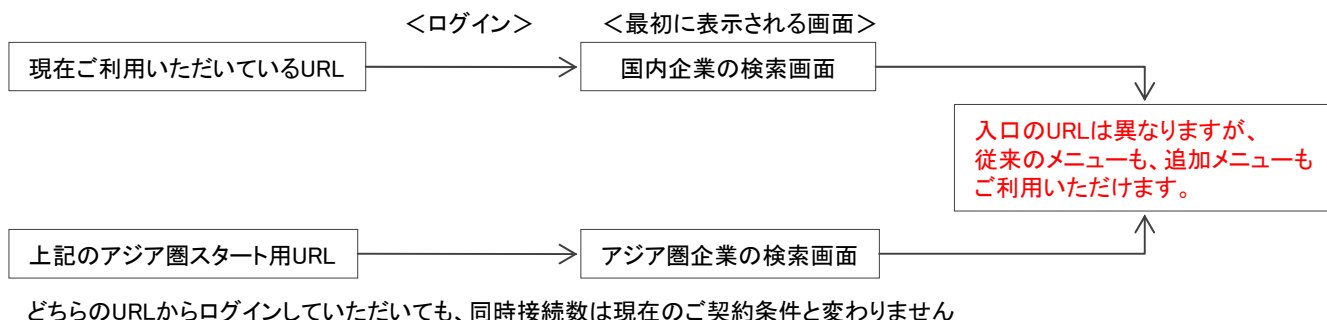 ＜ログイン＞
＜最初に表示される画面＞
現在ご利用いただいているURL
国内企業の検索画面
入口のURLは異なりますが、
従来のメニューも、追加メニューも
ご利用いただけます。
上記のアジア圏スタート用URL
アジア圏企業の検索画面
どちらのURLからログインしていただいても、同時接続数は現在のご契約条件と変わりません